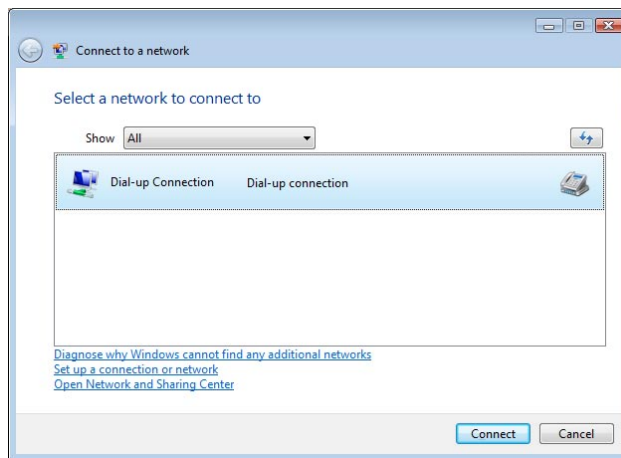 Connect to a network
Select a network to connect to
Show All
Dial-up Connection Dial-up connection
Diagnose why Windows cannot find any additional networks
Set up a connection or network
Open Network and Sharing Center
Connect Cancel